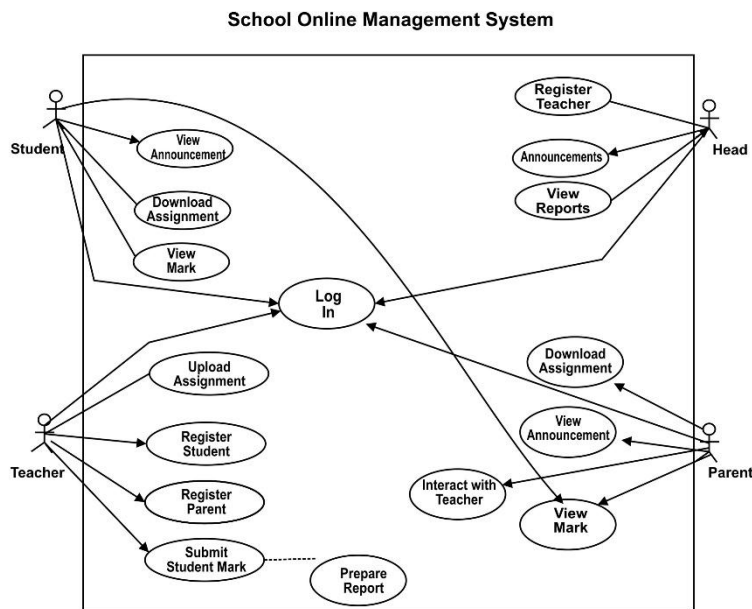 School Online Management System
Student
View
Announcement
Download
Assignment
View
Mark
Register
Teacher
Announcements
View
Reports
Head
Log
In
Teacher
Upload
Assignment
Register
Student
Register
Parent
Submit
Student Mark
Prepare
Report
Download
Assignment
View
Announcement
Interact with
Teacher
View
Mark
Parent